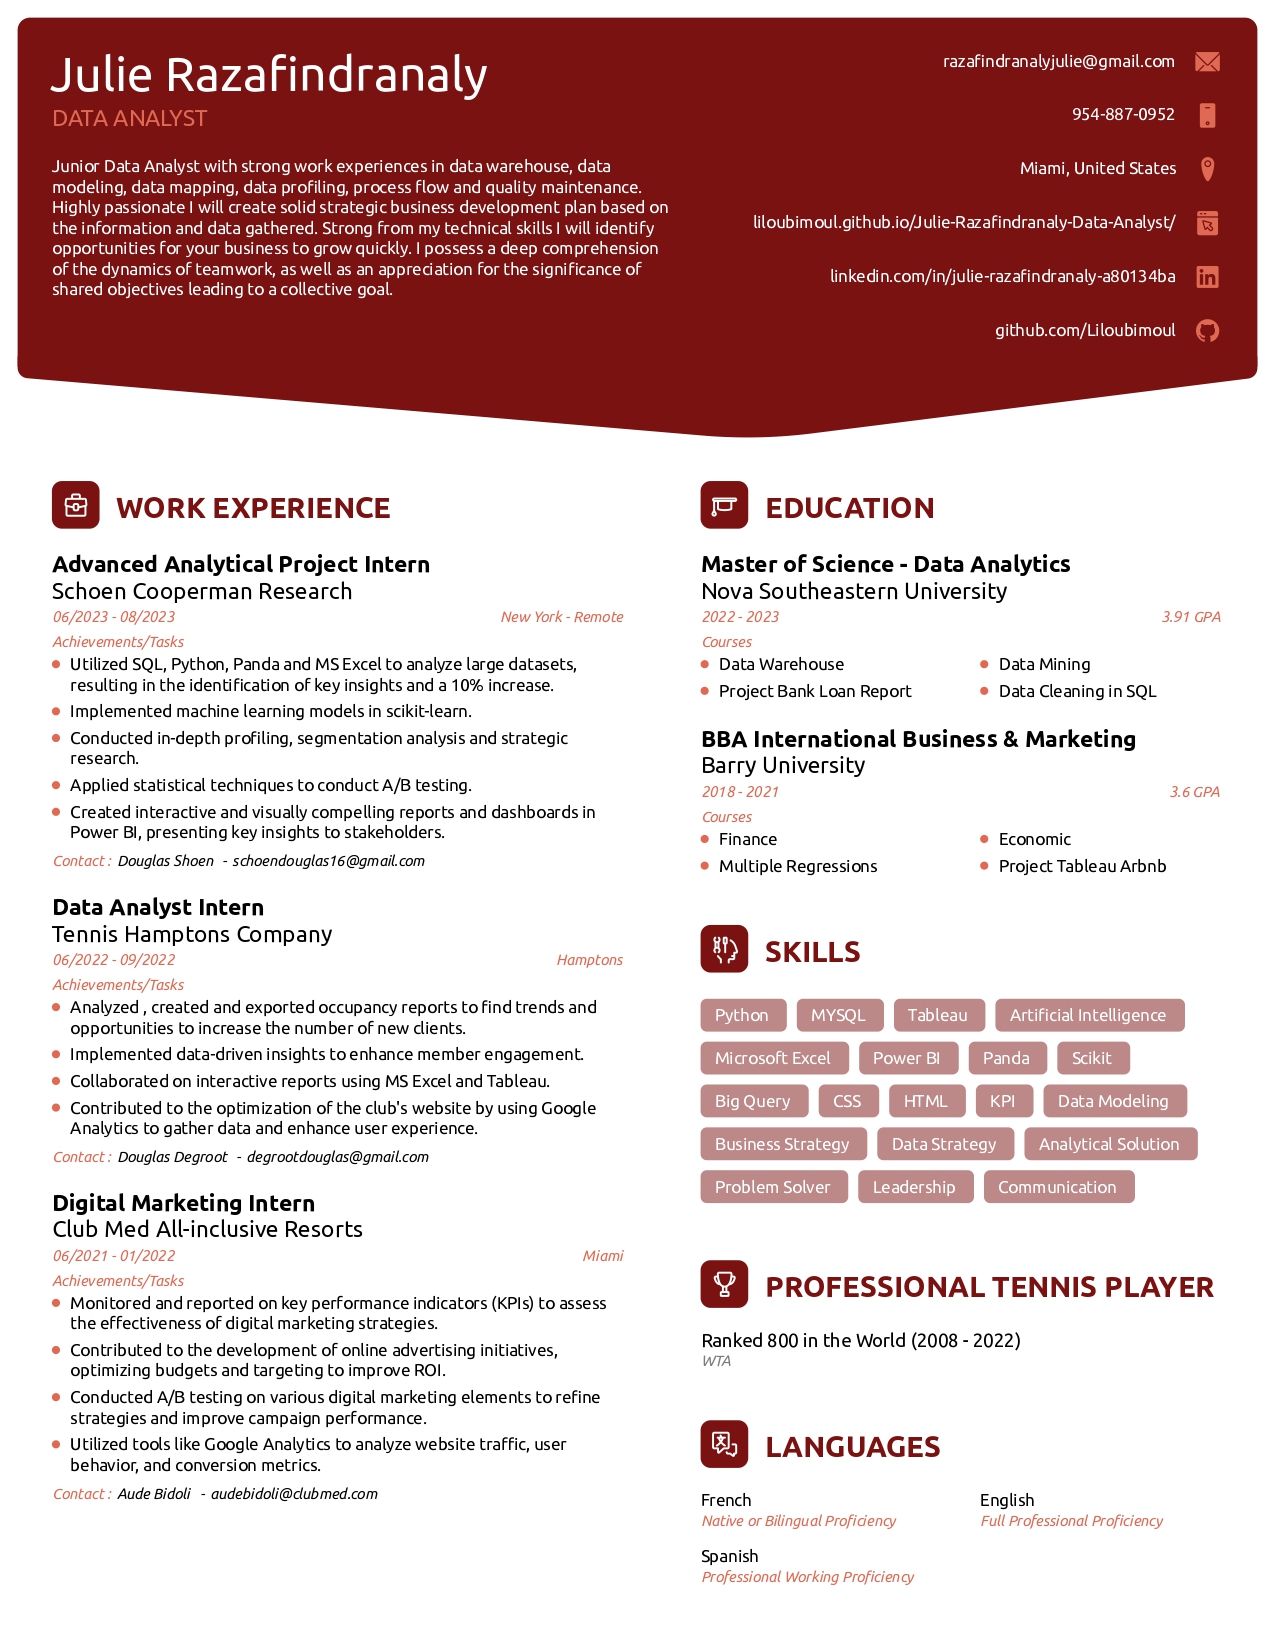 Julie Razafindranaly
DATA ANALYST
Junior Data Analyst with strong work experiences in data warehouse, data
modeling, data mapping, data profiling, process flow and quality maintenance.
Highly passionate I will create solid strategic business development plan based on
the information and data gathered. Strong from my technical skills I will identify
opportunities for your business to grow quickly. I possess a deep comprehension
of the dynamics of teamwork, as well as an appreciation for the significance of
shared objectives leading to a collective goal.
razafindranalyjulie@gmail.com
954-887-0952
Miami, United States
liloubimoul.github.io/Julie-Razafindranaly-Data-Analyst/
linkedin.com/in/julie-razafindranaly-a80134ba
github.com/Liloubimoul
WORK EXPERIENCE
Advanced Analytical Project Intern
Schoen Cooperman Research
06/2023 - 08/2023 New York - Remote
Achievements/Tasks
Utilized SQL, Python, Panda and MS Excel to analyze large datasets,
resulting in the identification of key insights and a 10% increase.
Implemented machine learning models in scikit-learn.
Conducted in-depth profiling, segmentation analysis and strategic
research.
Applied statistical techniques to conduct A/B testing.
Created interactive and visually compelling reports and dashboards in
Power BI, presenting key insights to stakeholders.
Contact : Douglas Shoen - schoendouglas16@gmail.com
Data Analyst Intern
Tennis Hamptons Company
06/2022 - 09/2022 Hamptons
Achievements/Tasks
Analyzed , created and exported occupancy reports to find trends and
opportunities to increase the number of new clients.
Implemented data-driven insights to enhance member engagement.
Collaborated on interactive reports using MS Excel and Tableau.
Contributed to the optimization of the club's website by using Google
Analytics to gather data and enhance user experience.
Contact : Douglas Degroot - degrootdouglas@gmail.com
Digital Marketing Intern
Club Med All-inclusive Resorts
06/2021 - 01/2022 Miami
Achievements/Tasks
Monitored and reported on key performance indicators (KPIs) to assess
the effectiveness of digital marketing strategies.
Contributed to the development of online advertising initiatives,
optimizing budgets and targeting to improve ROI.
Conducted A/B testing on various digital marketing elements to refine
strategies and improve campaign performance.
Utilized tools like Google Analytics to analyze website traffic, user
behavior, and conversion metrics.
Contact : Aude Bidoli - audebidoli@clubmed.com
EDUCATION
Master of Science - Data Analytics
Nova Southeastern University
2022 - 2023 3.91 GPA
Courses
Data Warehouse Data Mining
Project Bank Loan Report Data Cleaning in SQL
BBA International Business & Marketing
Barry University
2018 - 2021 3.6 GPA
Courses
Finance Economic
Multiple Regressions Project Tableau Arbnb
SKILLS
Python MYSQL Tableau Artificial Intelligence
Microsoft Excel Power BI Panda Scikit
Big Query CSS HTML KPI Data Modeling
Business Strategy Data Strategy Analytical Solution
Problem Solver Leadership Communication
PROFESSIONAL TENNIS PLAYER
Ranked 800 in the World (2008 - 2022)
WTA
LANGUAGES
French English
Native or Bilingual Proficiency Full Professional Proficiency
Spanish
Professional Working Proficiency